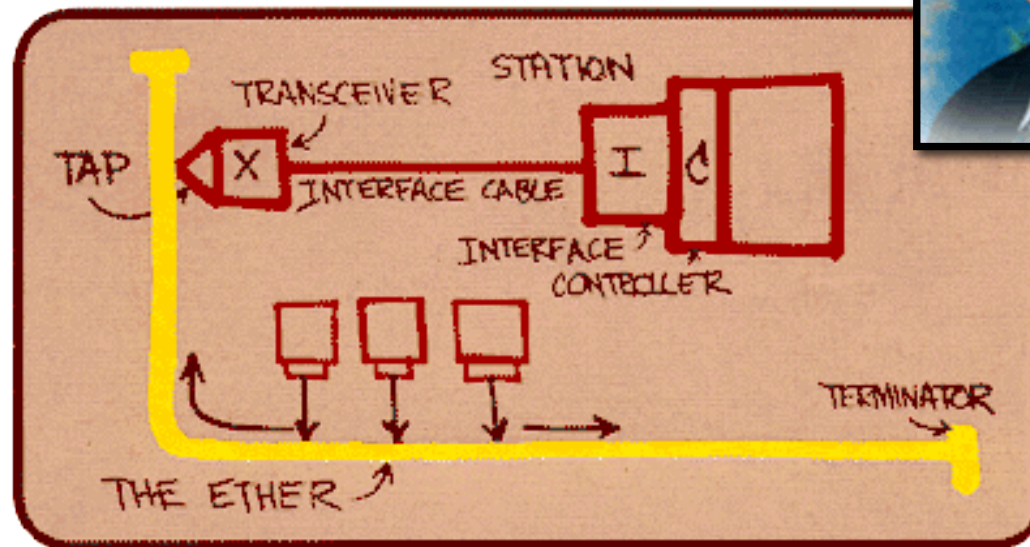 STATION
TRANSCEIVER
TAP
X
I
C
INTERFACE CABLE
INTERFACE
CONTROLLER
TERMINATOR
THE ETHER